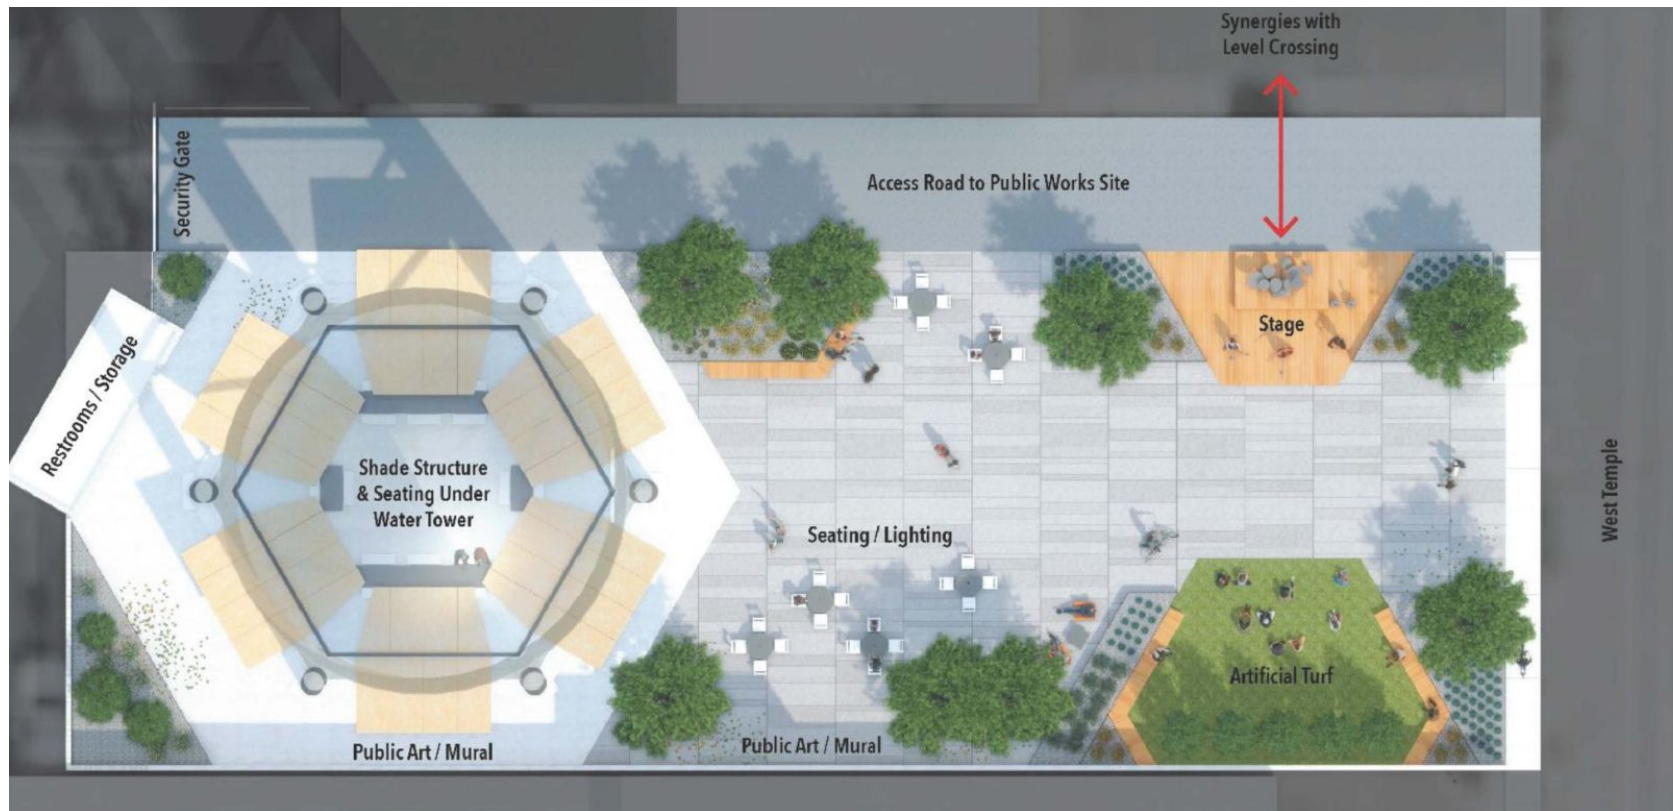 Synergies with
Level Crossing
Security Gate
Access Road to Public Works Site
Stage
Restrooms / Storage
Shade Structure
& Seating Under
Water Tower
Seating / Lighting
West Temple
Artificial Turf
Public Art / Mural
Public Art / Mural